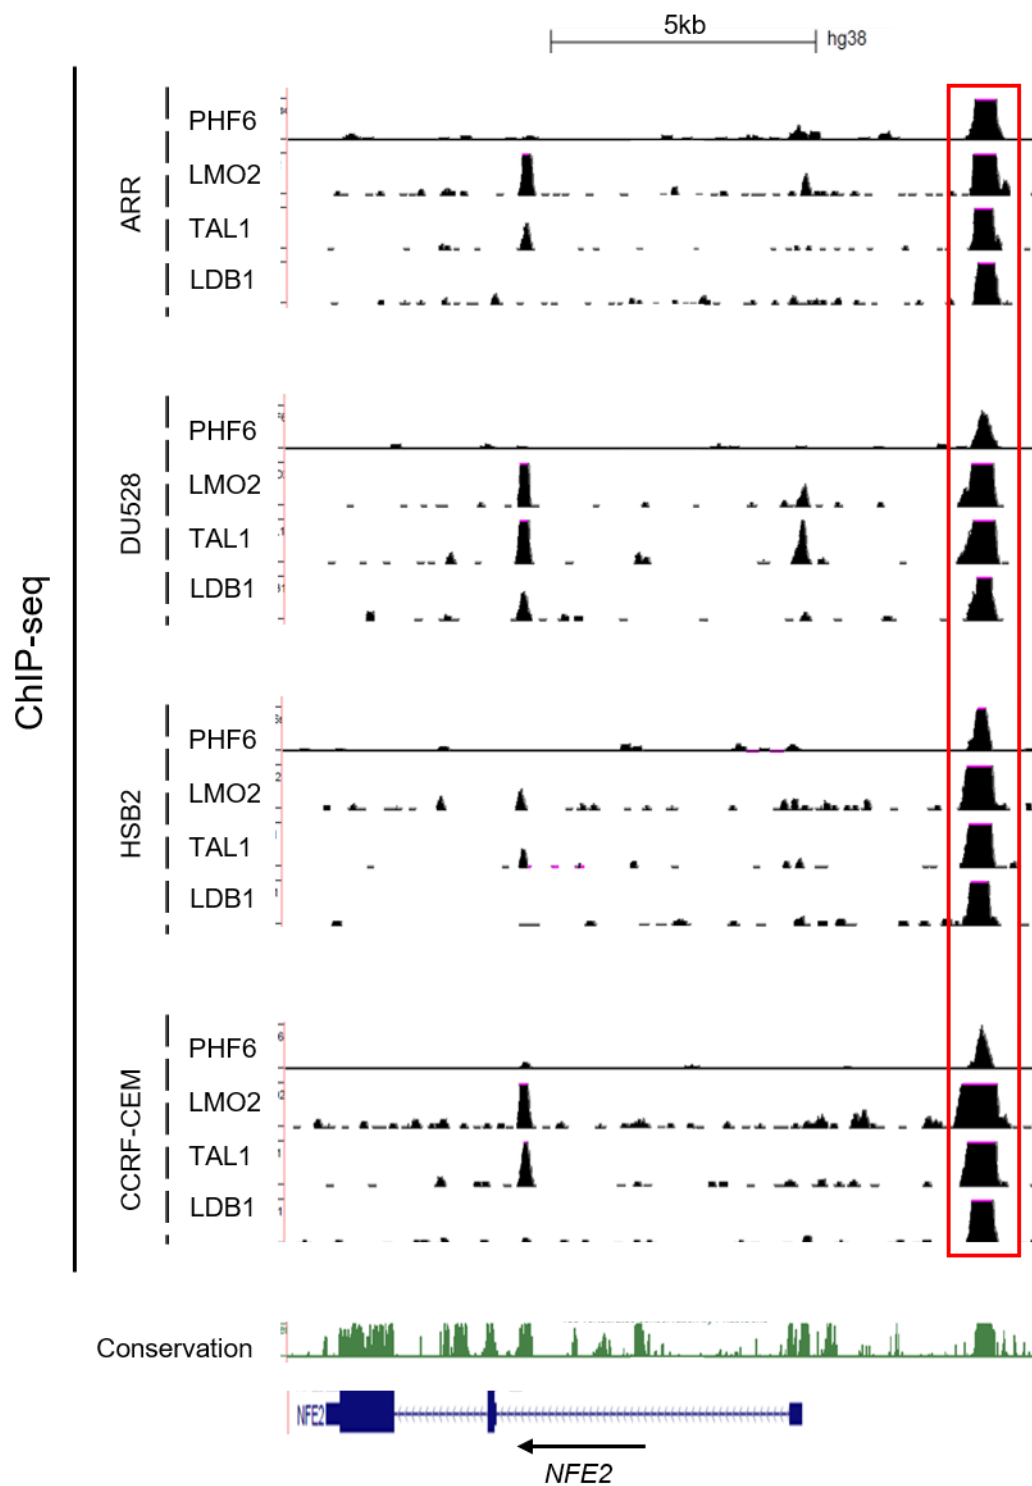 5kb
hg38
ChIP-seq
ARR
PHF6
LMO2
TAL1
LDB1
DU528
PHF6
LMO2
TAL1
LDB1
HSB2
PHF6
LMO2
TAL1
LDB1
CCRF-CEM
PHF6
LMO2
TAL1
LDB1
Conservation
NFE2
NFE2